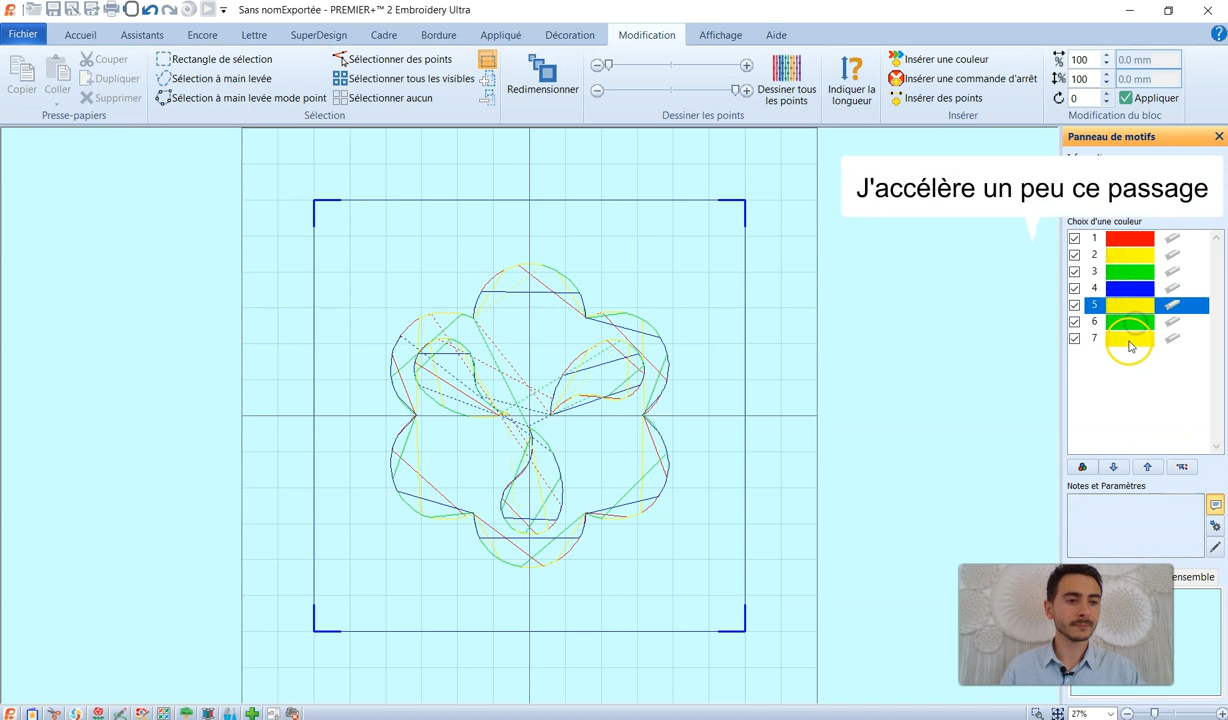 Sans nomExportée - PREMIER+™ 2 Embroidery Ultra
Fichier Accueil Assistants Encore Lettre SuperDesign Cadre Bordure Appliqué Décoration Modification Affichage Aide
Copier
Coller
Couper
Dupliquer
Supprimer
Presse-papiers
Rectangle de sélection
Sélection à main levée
Sélection à main levée mode point
Sélectionner des points
Sélectionner tous les visibles
Sélectionner aucun
Sélection
Redimensionner
Dessiner tous
les points
Dessiner les points
Indiquer la
longueur
Insérer une couleur
Insérer une commande d'arrêt
Insérer des points
Insérer
100 0.0 mm
100 0.0 mm
0 Appliquer
Modification du bloc
Panneau de motifs
J'accélère un peu ce passage
Choix d'une couleur
1
2
3
4
5
6
7
Notes et Paramètres
ensemble
27%